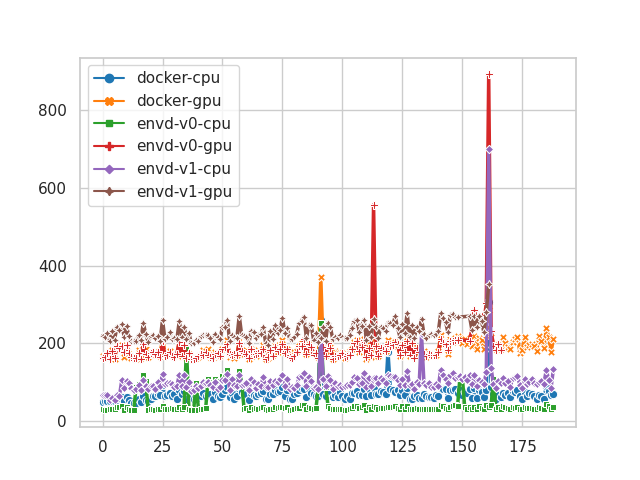 docker-cpu
docker-gpu
envd-v0-cpu
envd-v0-gpu
envd-v1-cpu
envd-v1-gpu
800
600
400
200
0
0 25 50 75 100 125 150 175